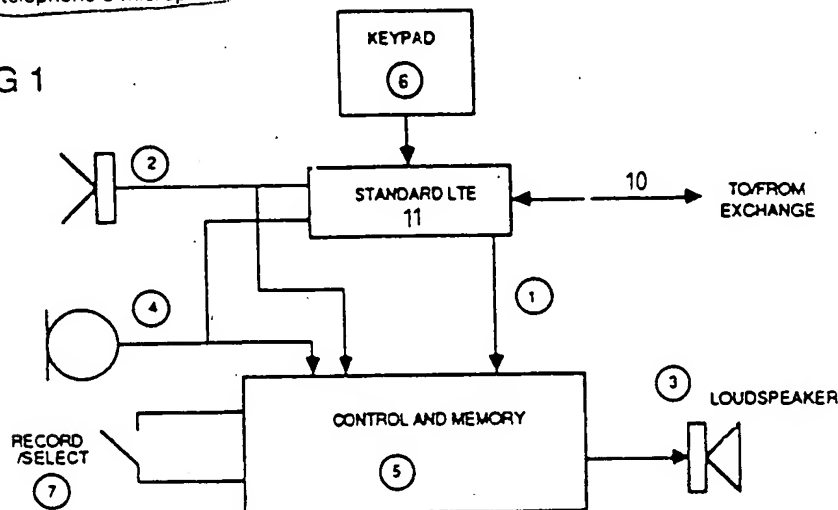 G 1
KEYPAD
6
2
STANDARD LTE
11
10
TO/FROM
EXCHANGE
4
1
3
LOUDSPEAKER
CONTROL AND MEMORY
5
RECORD
/SELECT
7